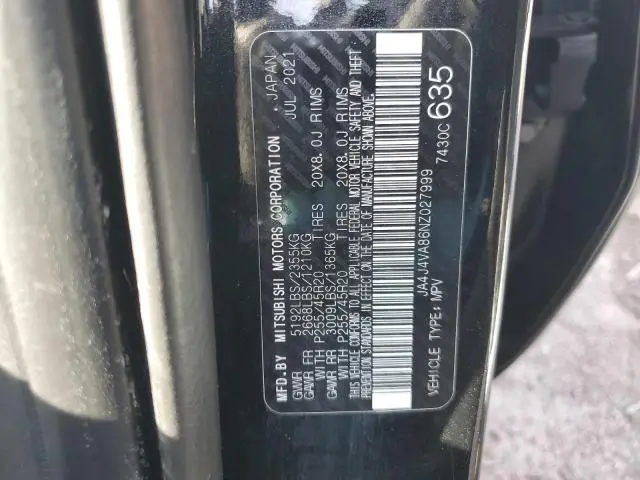 MFD.BY MITSUBISHI MOTORS CORPORATION , JAPAN
GVWR 5192LBS/2355KG JUL 2021
GAWR FR 2668LBS/1210KG
WITH P255/45R20 TIRES 20X8.0J RIMS
GAWR RR 3009LBS/1365KG
WITH P255/45R20 TIRES 20X8.0J RIMS
THIS VEHICLE CONFORMS TO ALL APPLICABLE FEDERAL MOTOR VEHICLE SAFETY AND THEFT
PREVENTION STANDARDS IN EFFECT ON THE DATE OF MANUFACTURE SHOWN ABOVE.
JA4J4VA86NZ027999
VEHICLE TYPE: MPV 7430C 635